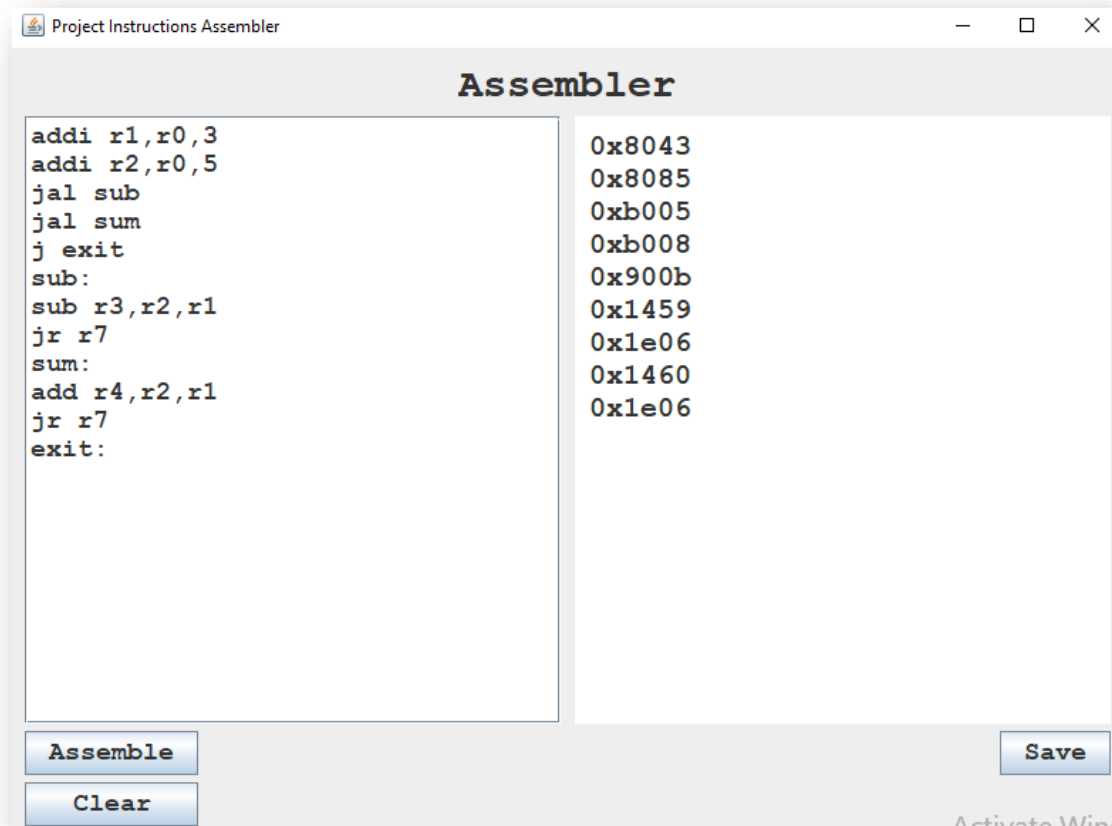 Project Instructions Assembler
Assembler
addi r1,r0,3
addi r2,r0,5
jal sub
jal sum
j exit
sub:
sub r3,r2,r1
jr r7
sum:
add r4,r2,r1
jr r7
exit:
0x8043
0x8085
0xb005
0xb008
0x900b
0x1459
0x1e06
0x1460
0x1e06
Assemble
Save
Clear
Activate Win